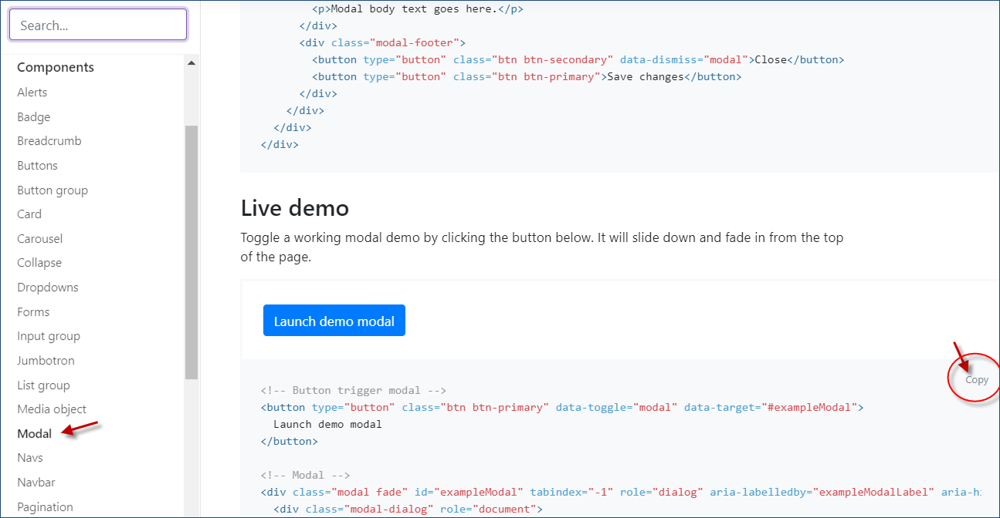 Search...
Components
Alerts
Badge
Breadcrumb
Buttons
Button group
Card
Carousel
Collapse
Dropdowns
Forms
Input group
Jumbotron
List group
Media object
Modal
Navs
Navbar
Pagination
<p>Modal body text goes here.</p>
</div>
<div class="modal-footer">
<button type="button" class="btn btn-secondary" data-dismiss="modal">Close</button>
<button type="button" class="btn btn-primary">Save changes</button>
</div>
</div>
</div>
</div>
Live demo
Toggle a working modal demo by clicking the button below. It will slide down and fade in from the top
of the page.
Launch demo modal
Copy
<!-- Button trigger modal -->
<button type="button" class="btn btn-primary" data-toggle="modal" data-target="#exampleModal">
Launch demo modal
</button>
<!-- Modal -->
<div class="modal fade" id="exampleModal" tabindex="-1" role="dialog" aria-labelledby="exampleModalLabel" aria-hi
<div class="modal-dialog" role="document">